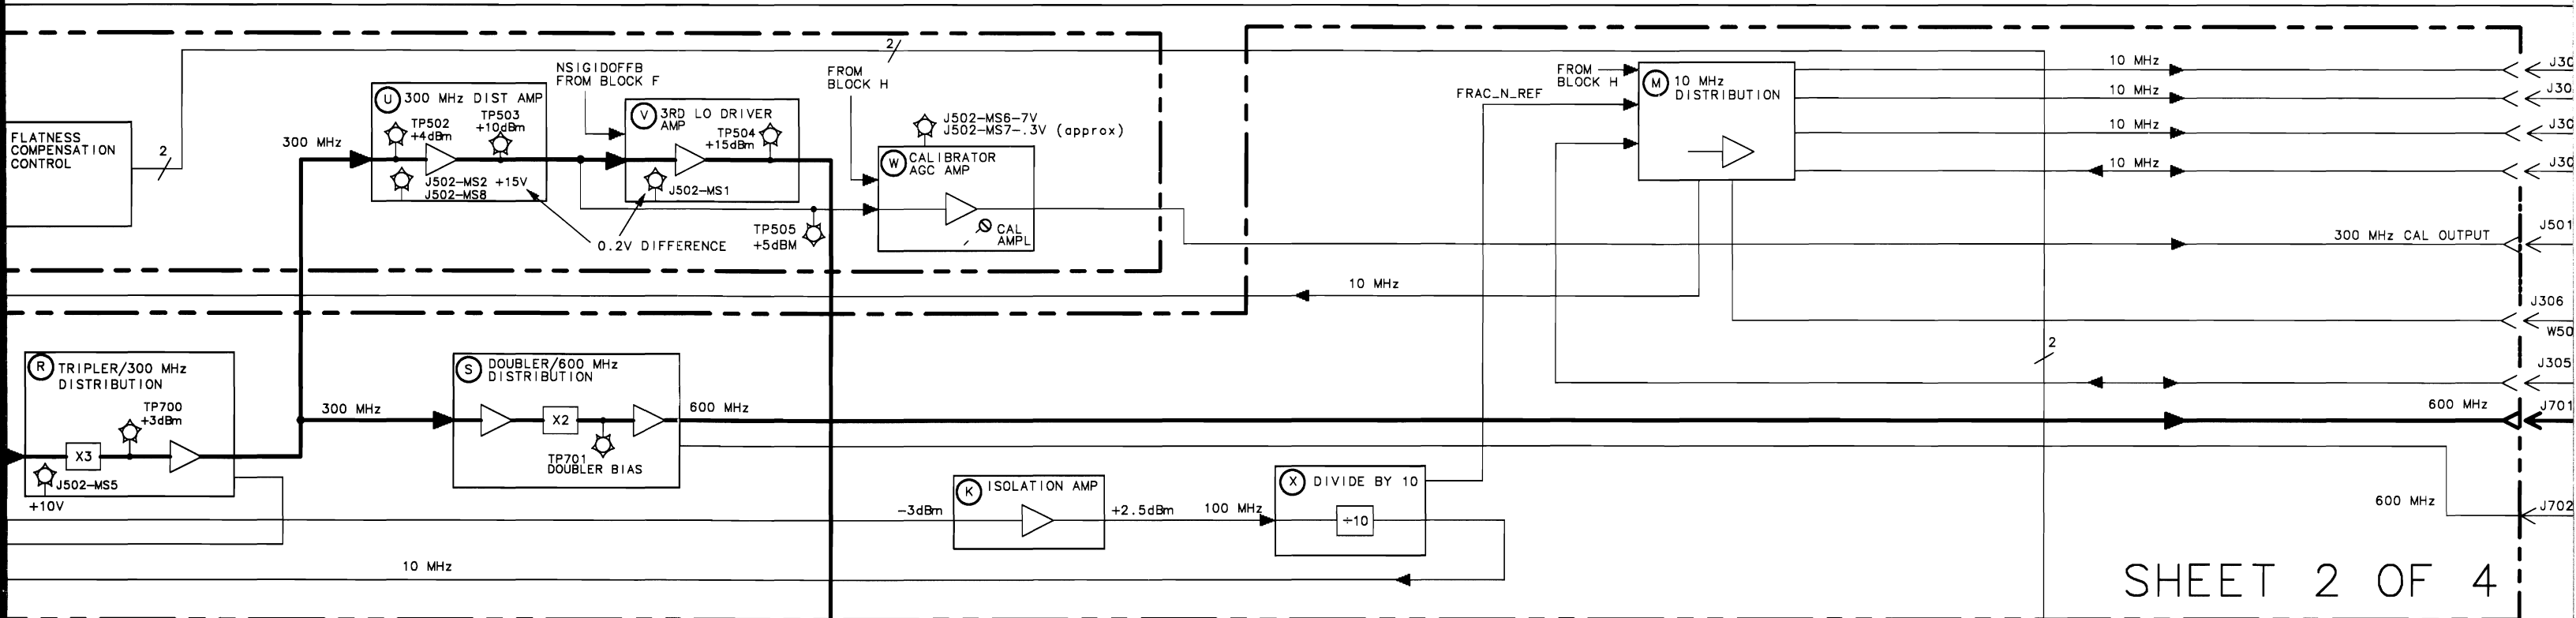 FLATNESS
COMPENSATION
CONTROL
2
2
300 MHz
U 300 MHz DIST AMP
TP502
+4dBm
TP503
+10dBm
J502-MS2 +15V
J502-MS8
NSIGIDOFFB
FROM BLOCK F
V 3RD LO DRIVER
AMP
TP504
+15dBm
J502-MS1
0.2V DIFFERENCE
TP505
+5dBM
FROM
BLOCK H
J502-MS6-7V
J502-MS7-.3V (approx)
W CALIBRATOR
AGC AMP
CAL
AMPL
FROM
BLOCK H
FRAC_N_REF
M 10 MHz
DISTRIBUTION
10 MHz
10 MHz
10 MHz
10 MHz
J30
J30
J30
J30
300 MHz CAL OUTPUT
J501
10 MHz
J306
W50
2
J305
R TRIPLER/300 MHz
DISTRIBUTION
TP700
+3dBm
X3
J502-MS5
+10V
300 MHz
S DOUBLER/600 MHz
DISTRIBUTION
X2
TP701
DOUBLER BIAS
600 MHz
600 MHz
J701
-3dBm
K ISOLATION AMP
+2.5dBm
100 MHz
X DIVIDE BY 10
÷10
600 MHz
J702
10 MHz
SHEET 2 OF 4